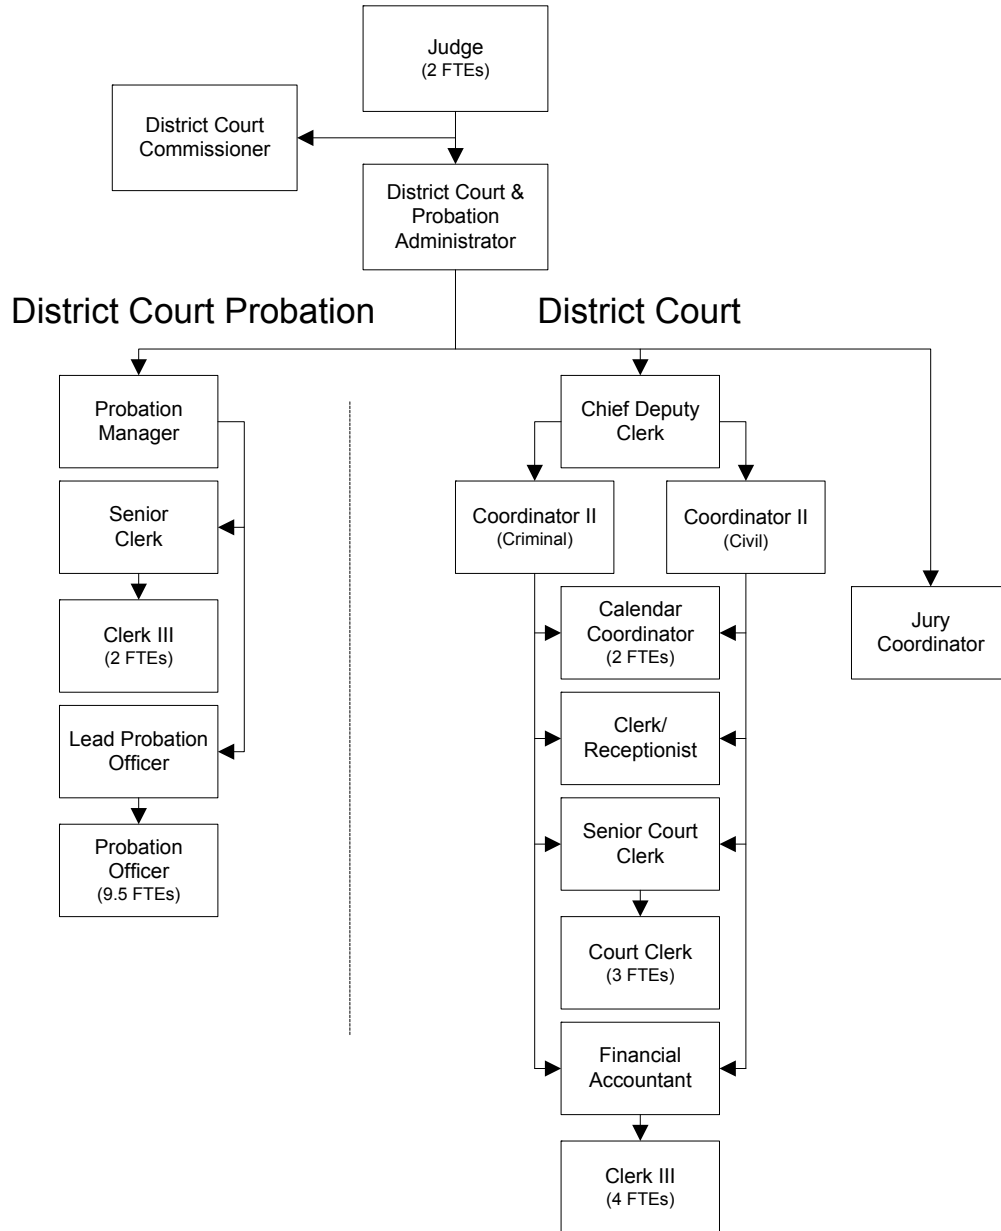 Judge
(2 FTEs)
District Court
Commissioner
District Court &
Probation
Administrator
District Court Probation
District Court
Probation
Manager
Senior
Clerk
Clerk III
(2 FTEs)
Lead Probation
Officer
Probation
Officer
(9.5 FTEs)
Chief Deputy
Clerk
Coordinator II
(Criminal)
Coordinator II
(Civil)
Calendar
Coordinator
(2 FTEs)
Clerk/
Receptionist
Senior Court
Clerk
Court Clerk
(3 FTEs)
Financial
Accountant
Clerk III
(4 FTEs)
Jury
Coordinator